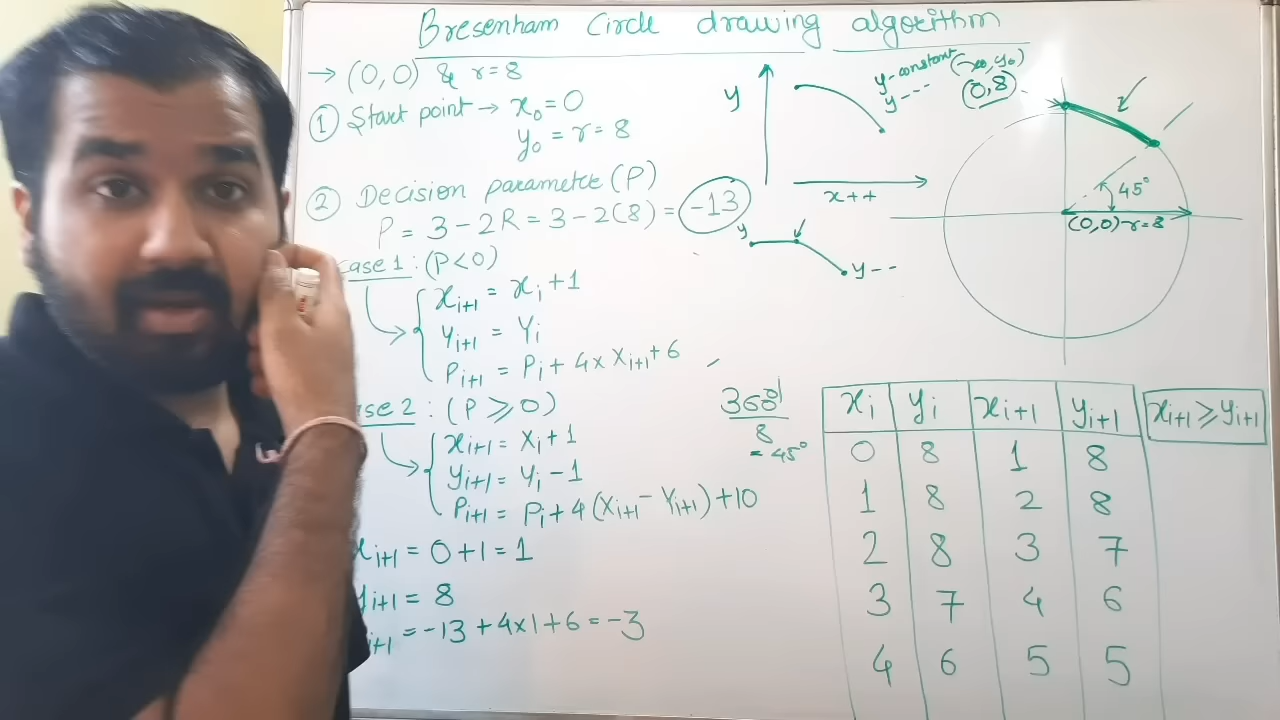 Bresenham Circle drawing algorithm
→ (0,0) & r=8
① Start point → x₀=0
y₀ = r = 8
② Decision parameter (P)
P = 3-2R = 3-2(8) = -13
case 1 : (P<0)
xᵢ₊₁ = xᵢ+1
Yᵢ₊₁ = Yᵢ
Pᵢ₊₁ = Pᵢ + 4 x Xᵢ₊₁ + 6
se 2 : (P ≥ 0)
xᵢ₊₁ = Xᵢ + 1
yᵢ₊₁ = Yᵢ - 1
Pᵢ₊₁ = Pᵢ + 4 (Xᵢ₊₁ - Yᵢ₊₁) + 10
xᵢ₊₁ = 0+1 = 1
yᵢ₊₁ = 8
i+1 = -13 + 4x1 + 6 = -3
y
x++
y-constant
y---
(x₀, y₀)
(0,8)
y
y--
45°
(0,0) r=8
360°
8
= 45°
xᵢ yᵢ xᵢ₊₁ yᵢ₊₁ xᵢ₊₁ ≥ yᵢ₊₁
0 8 1 8
1 8 2 8
2 8 3 7
3 7 4 6
4 6 5 5